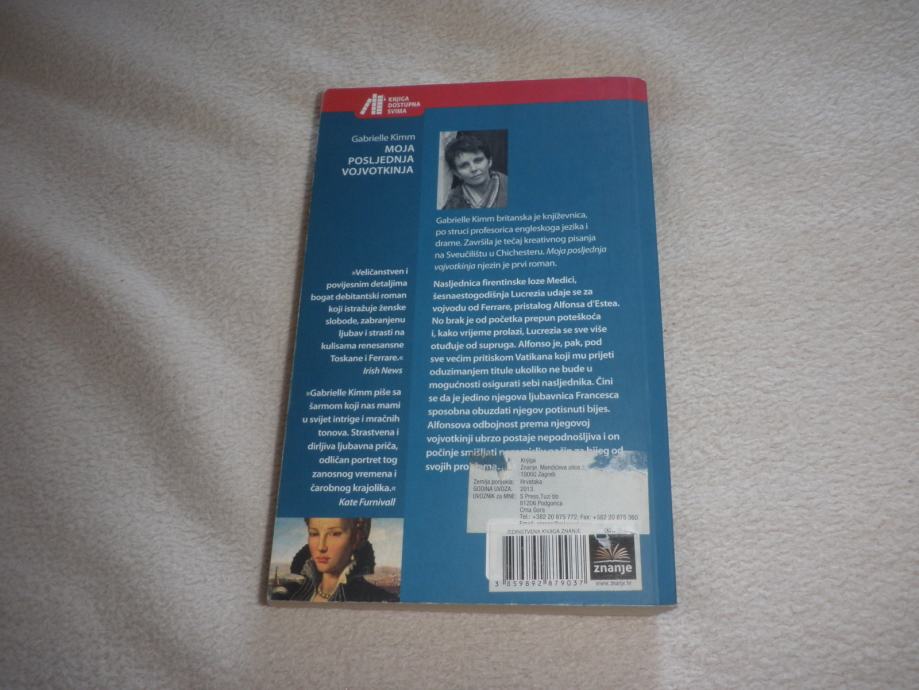 KNJIGA
DOSTUPNA
SVIMA
Gabrielle Kimm
MOJA
POSLJEDNJA
VOJVOTKINJA
»Veličanstven i
povijesnim detaljima
bogat debitantski roman
koji istražuje ženske
slobode, zabranjenu
ljubav i strasti na
kulisama renesansne
Toskane i Ferrare.«
Irish News
»Gabrielle Kimm piše sa
šarmom koji nas mami
u svijet intrige i mračnih
tonova. Strastvena i
dirljiva ljubavna priča,
odličan portret tog
zanosnog vremena i
čarobnog krajolika.«
Kate Furnivall
Gabrielle Kimm britanska je književnica,
po struci profesorica engleskoga jezika i
drame. Završila je tečaj kreativnog pisanja
na Sveučilištu u Chichesteru. Moja posljednja
vojvotkinja njezin je prvi roman.
Nasljednica firentinske loze Medici,
šesnaestogodišnja Lucrezia udaje se za
vojvodu od Ferrare, pristalog Alfonsa d'Estea.
No brak je od početka prepun poteškoća
i, kako vrijeme prolazi, Lucrezia se sve više
otuđuje od supruga. Alfonso je, pak, pod
sve većim pritiskom Vatikana koji mu prijeti
oduzimanjem titule ukoliko ne bude u
mogućnosti osigurati sebi nasljednika. Čini
se da je jedino njegova ljubavnica Francesca
sposobna obuzdati njegov potisnuti bijes.
Alfonsova odbojnost prema njegovoj
vojvotkinji ubrzo postaje nepodnošljiva i on
počinje smišljati za bijeg od
svojih
Knjiga
Znanje, Mandićeva ulica
10000 Zagreb
Zemlja porijekla: Hrvatska
GODINA UVOZA: 2013.
UVOZNIK za MNE: S Press, Tuzi bb
81206 Podgorica
Crna Gora
Tel.: +382 20 875 772; Fax: +382 20 875 360
JEDINSTVENA KNJIGA ZNANJE
3 859892 879037
znanje
www.znanje.hr